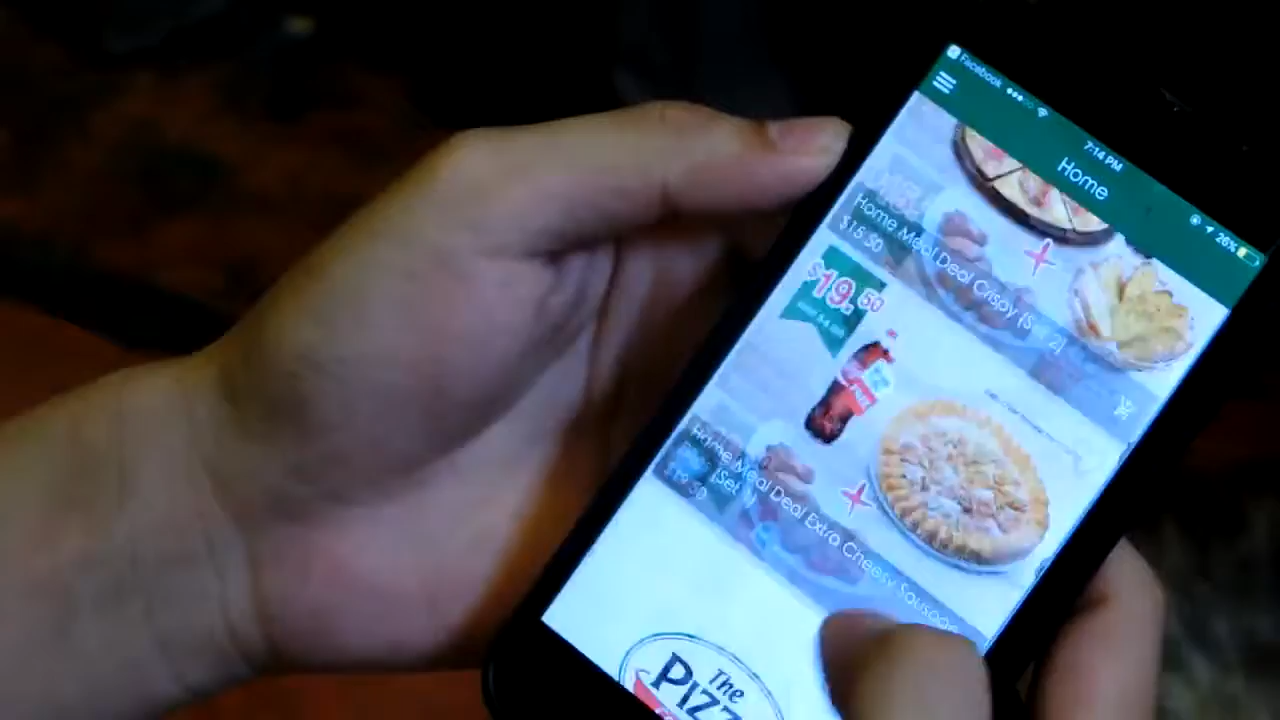 Facebook
7:14 PM
26%
Home
Home Meal Deal Crispy (Set 2)
$15.50
$19.50
Home Meal Deal Extra Cheesy Sausage
(Set 1)
$19.50
The